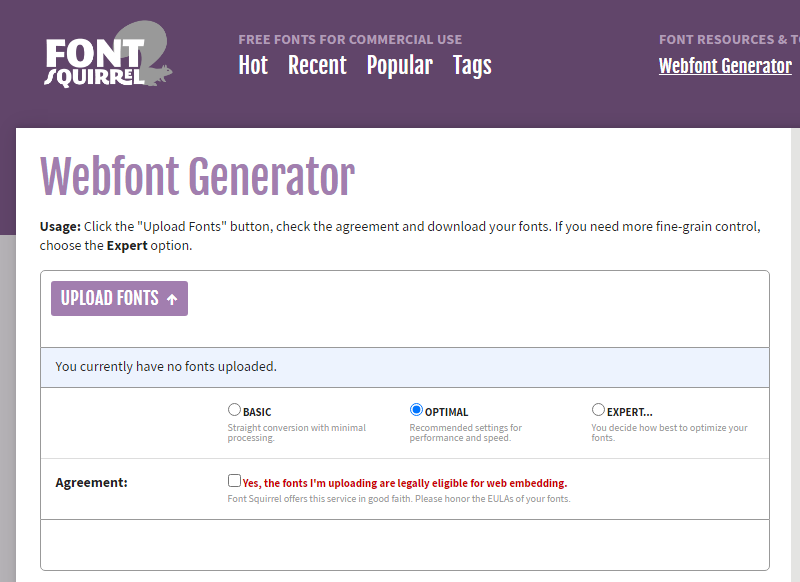 FONT
SQUIRREL
FREE FONTS FOR COMMERCIAL USE
Hot Recent Popular Tags
FONT RESOURCES & T
Webfont Generator
Webfont Generator
Usage: Click the "Upload Fonts" button, check the agreement and download your fonts. If you need more fine-grain control,
choose the Expert option.
UPLOAD FONTS
You currently have no fonts uploaded.
BASIC
Straight conversion with minimal
processing.
OPTIMAL
Recommended settings for
performance and speed.
EXPERT...
You decide how best to optimize your
fonts.
Agreement:
Yes, the fonts I'm uploading are legally eligible for web embedding.
Font Squirrel offers this service in good faith. Please honor the EULAs of your fonts.